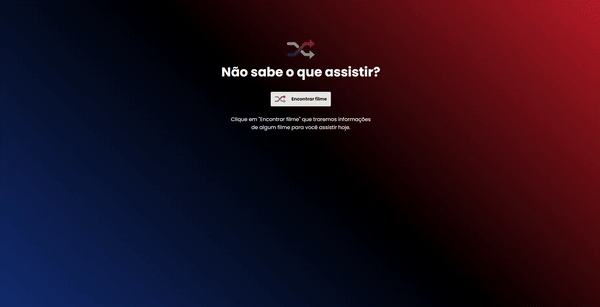 Não sabe o que assistir?
Encontrar filme
Clique em "Encontrar filme" que traremos informações
de algum filme para você assistir hoje.